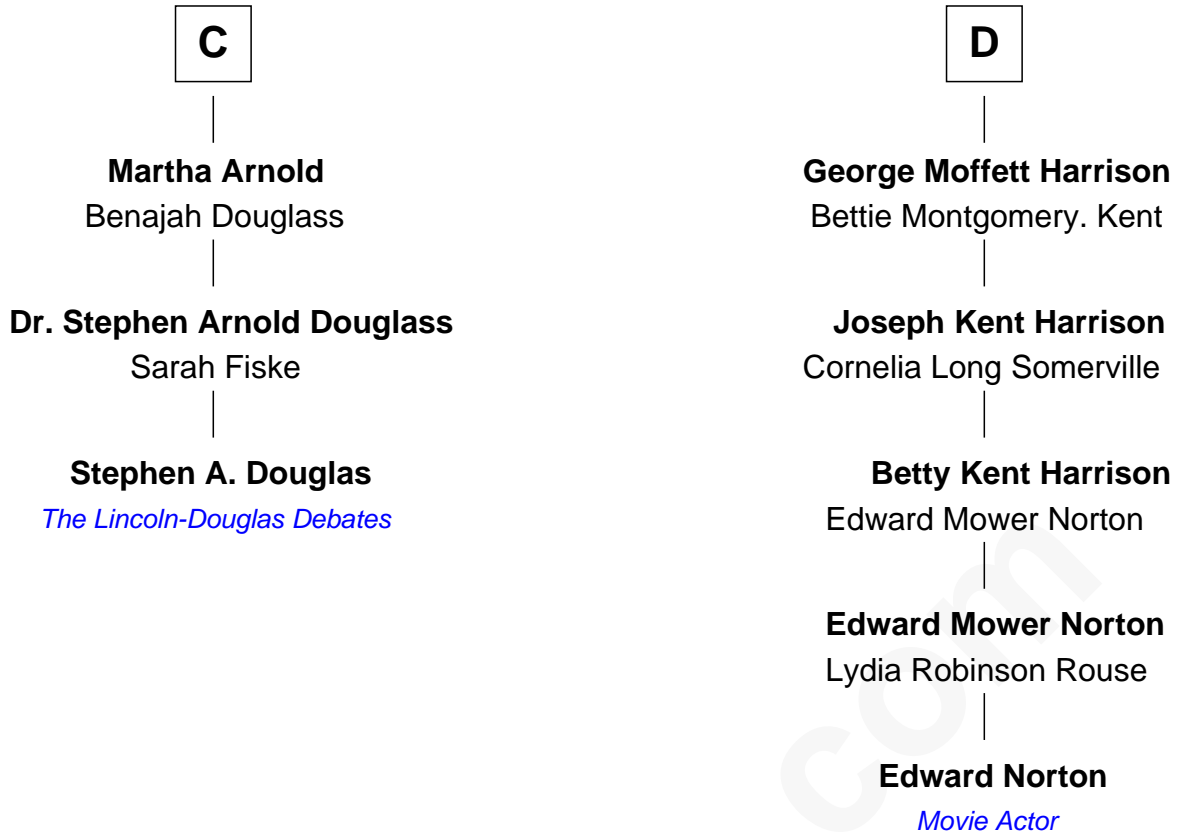 C
Martha Arnold
Benajah Douglass
Dr. Stephen Arnold Douglass
Sarah Fiske
Stephen A. Douglas
The Lincoln-Douglas Debates
D
George Moffett Harrison
Bettie Montgomery. Kent
Joseph Kent Harrison
Cornelia Long Somerville
Betty Kent Harrison
Edward Mower Norton
Edward Mower Norton
Lydia Robinson Rouse
Edward Norton
Movie Actor
com